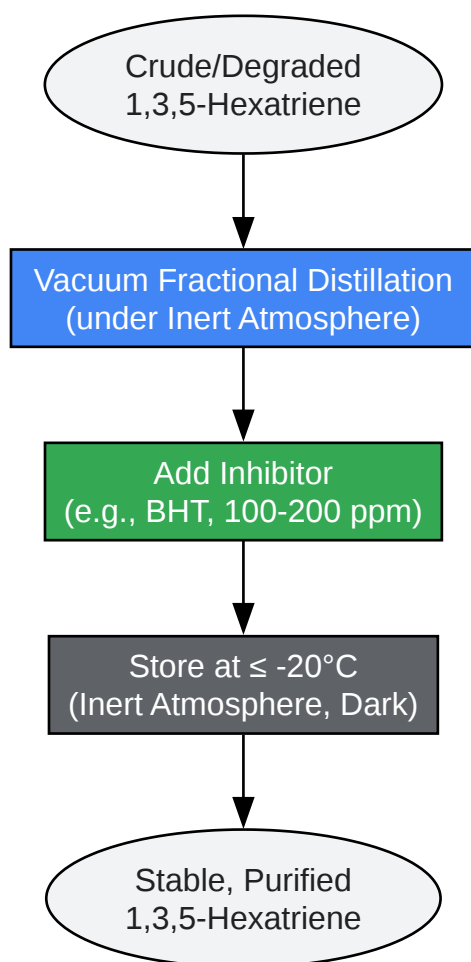 Crude/Degraded
1,3,5-Hexatriene
Vacuum Fractional Distillation
(under Inert Atmosphere)
Add Inhibitor
(e.g., BHT, 100-200 ppm)
Store at ≤ -20°C
(Inert Atmosphere, Dark)
Stable, Purified
1,3,5-Hexatriene